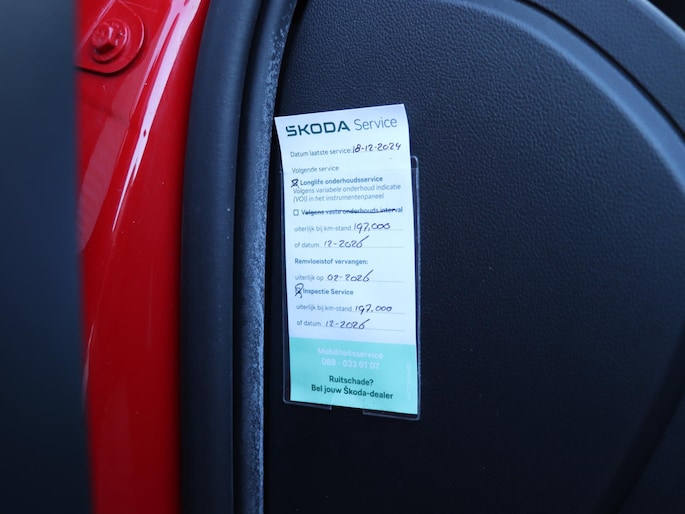 ŠKODA Service
Datum laatste service: 18-12-2024
Volgende service
Longlife onderhoudsservice
Volgens variabele onderhoud indicatie
(VOI) in het instrumentenpaneel
Volgens vaste onderhouds interval
uiterlijk bij km-stand 197,000
of datum 12-2026
Remvloeistof vervangen:
uiterlijk op 02-2026
Inspectie Service
uiterlijk bij km-stand 197,000
of datum 12-2026
Mobiliteitsservice
088 - 033 01 07
Ruitschade?
Bel jouw Škoda-dealer